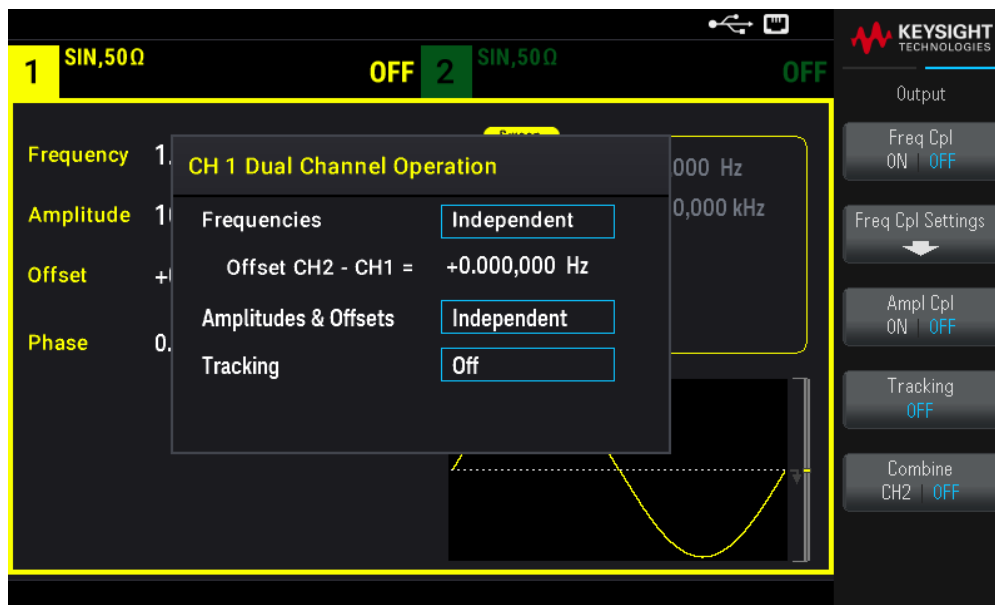 KEYSIGHT
TECHNOLOGIES
1 SIN,50Ω OFF 2 SIN,50Ω OFF
Output
Freq Cpl
ON | OFF
Frequency 1.
CH 1 Dual Channel Operation
,000 Hz
Amplitude
Frequencies Independent
0,000 kHz
Freq Cpl Settings
Offset
Offset CH2 - CH1 = +0.000,000 Hz
Ampl Cpl
ON | OFF
Amplitudes & Offsets Independent
Phase 0.
Tracking Off
Tracking
OFF
Combine
CH2 | OFF